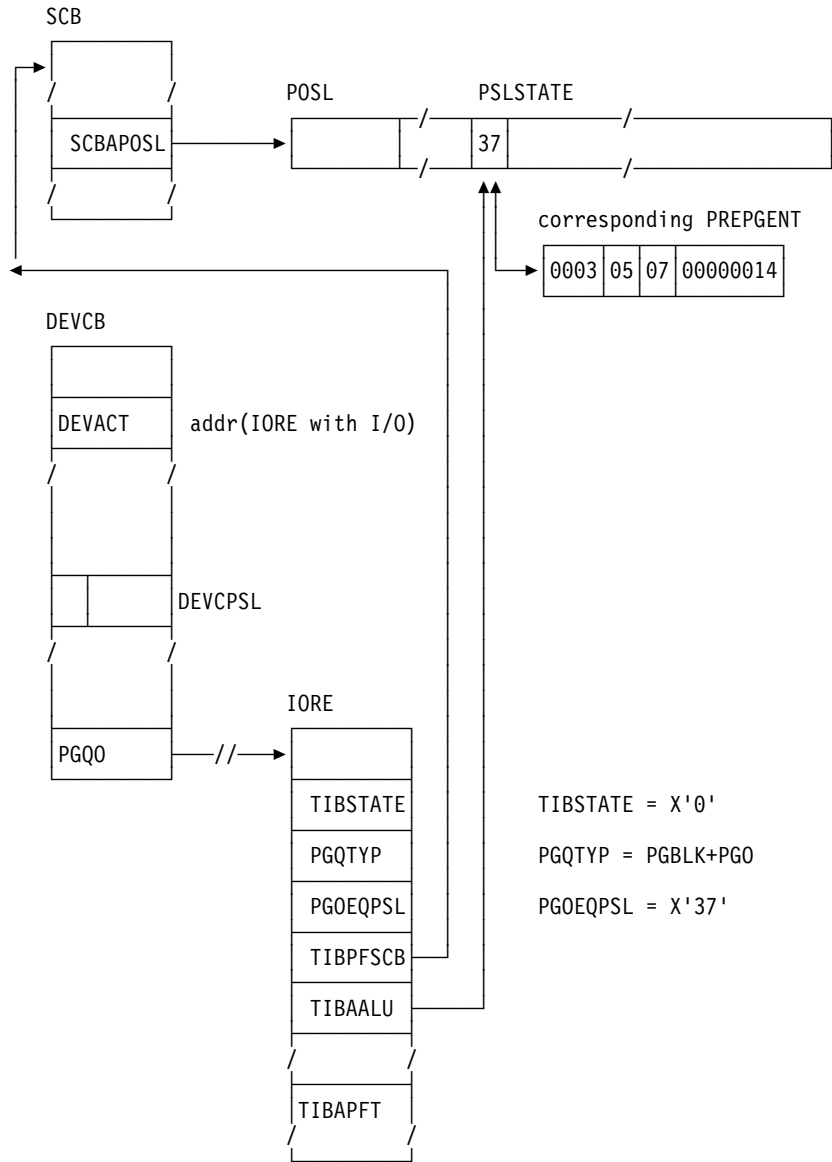 SCB
POSL PSLSTATE
SCBAPOSL 37
corresponding PREPGENT
0003 05 07 00000014
DEVCB
DEVACT addr(IORE with I/O)
DEVCPSL
IORE
PGQO
TIBSTATE TIBSTATE = X'0'
PGQTYP PGQTYP = PGBLK+PGO
PGOEQPSL PGOEQPSL = X'37'
TIBPFSCB
TIBAALU
TIBAPFT